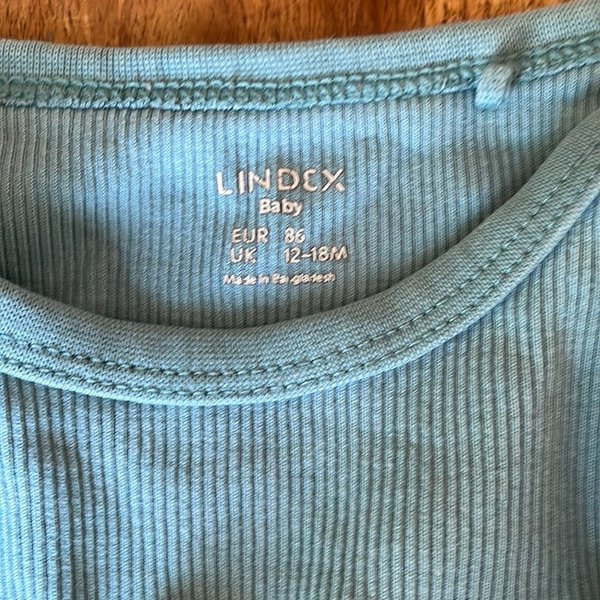 LINDEX
Baby
EUR 86
UK 12-18M
Made in Bangladesh